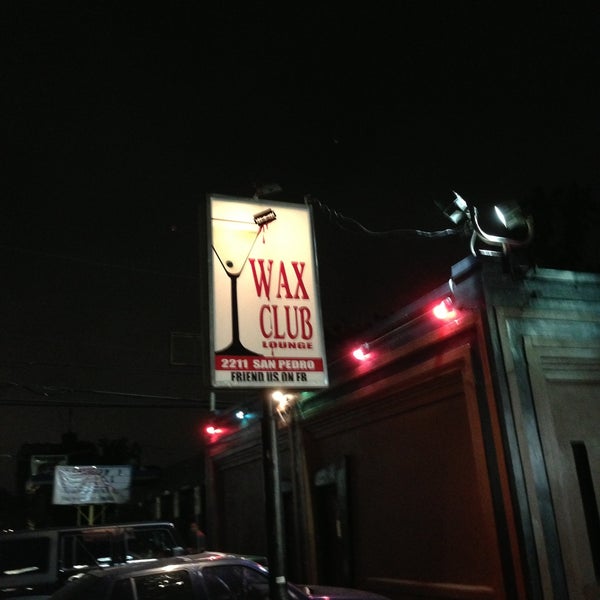 WAX
CLUB
LOUNGE
2211 SAN PEDRO
FRIEND US ON FB